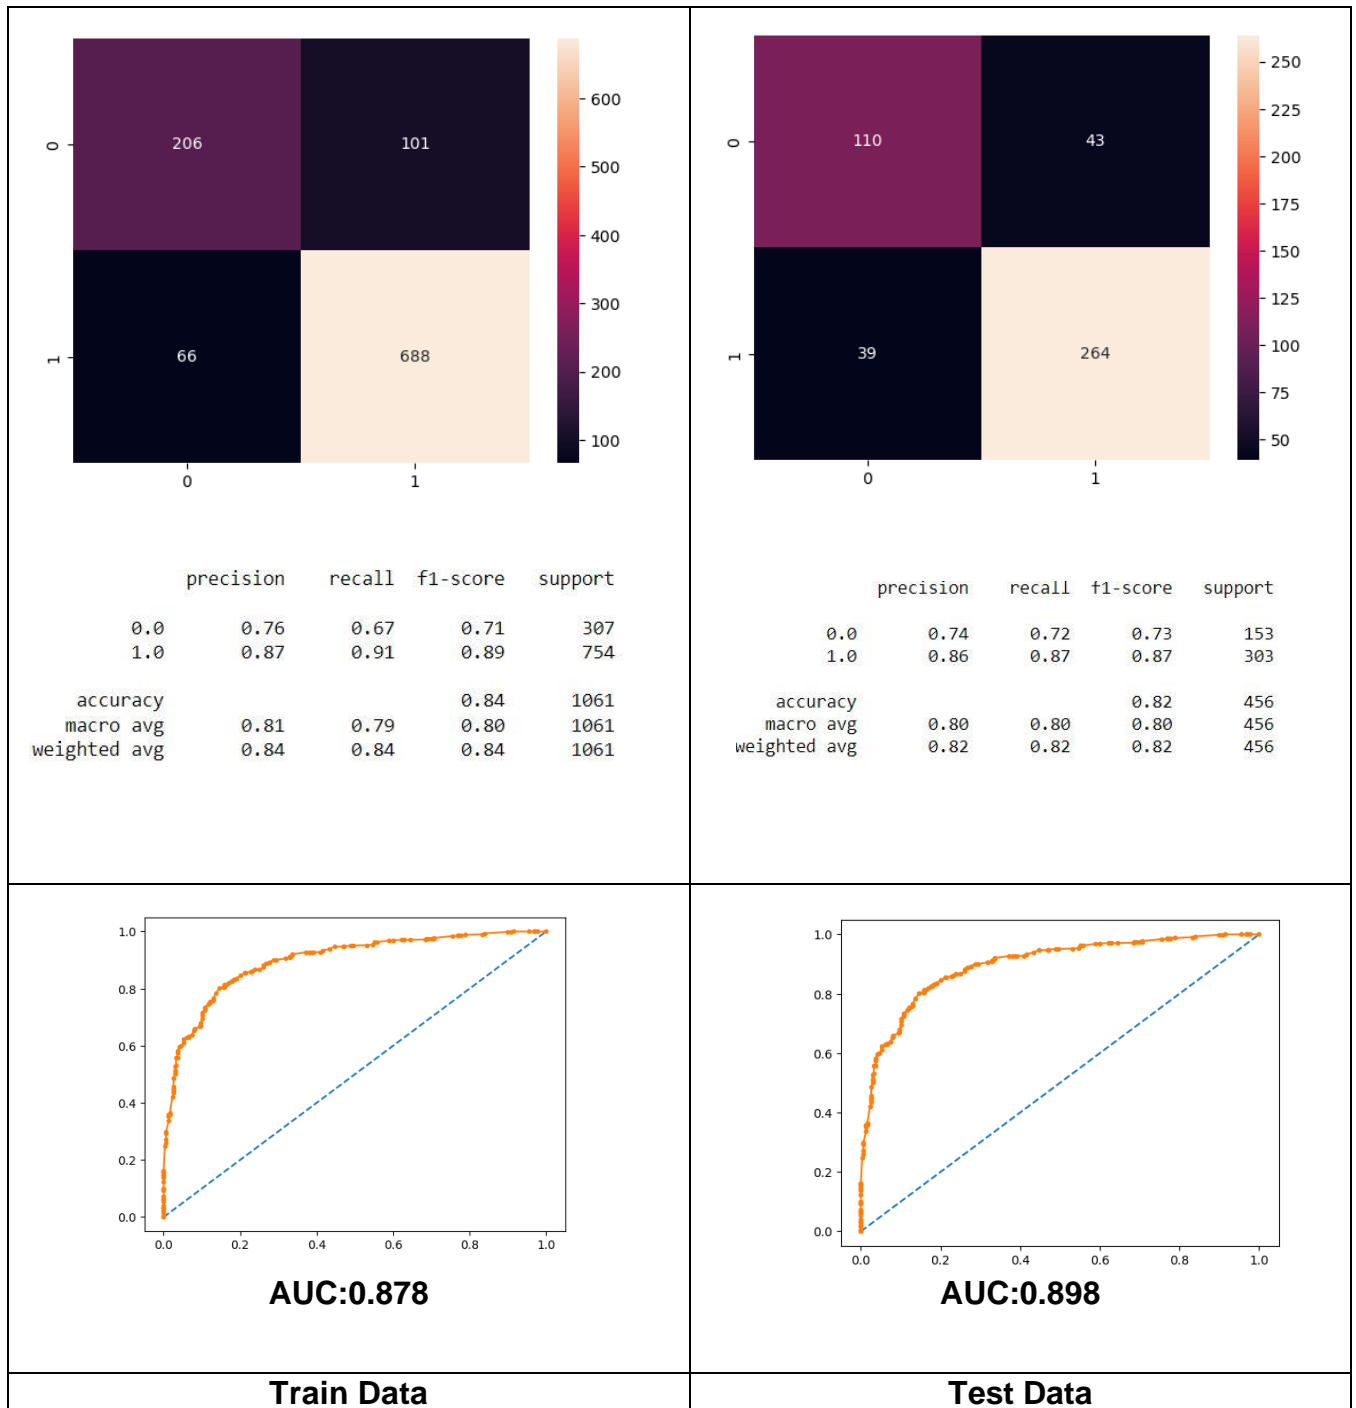 0
206
101
1
66
688
0
1
600
500
400
300
200
100
precision recall f1-score support
0.0 0.76 0.67 0.71 307
1.0 0.87 0.91 0.89 754
accuracy 0.84 1061
macro avg 0.81 0.79 0.80 1061
weighted avg 0.84 0.84 0.84 1061
0
110
43
1
39
264
0
1
250
225
200
175
150
125
100
75
50
precision recall f1-score support
0.0 0.74 0.72 0.73 153
1.0 0.86 0.87 0.87 303
accuracy 0.82 456
macro avg 0.80 0.80 0.80 456
weighted avg 0.82 0.82 0.82 456
1.0
0.8
0.6
0.4
0.2
0.0
0.0 0.2 0.4 0.6 0.8 1.0
AUC:0.878
1.0
0.8
0.6
0.4
0.2
0.0
0.0 0.2 0.4 0.6 0.8 1.0
AUC:0.898
Train Data
Test Data